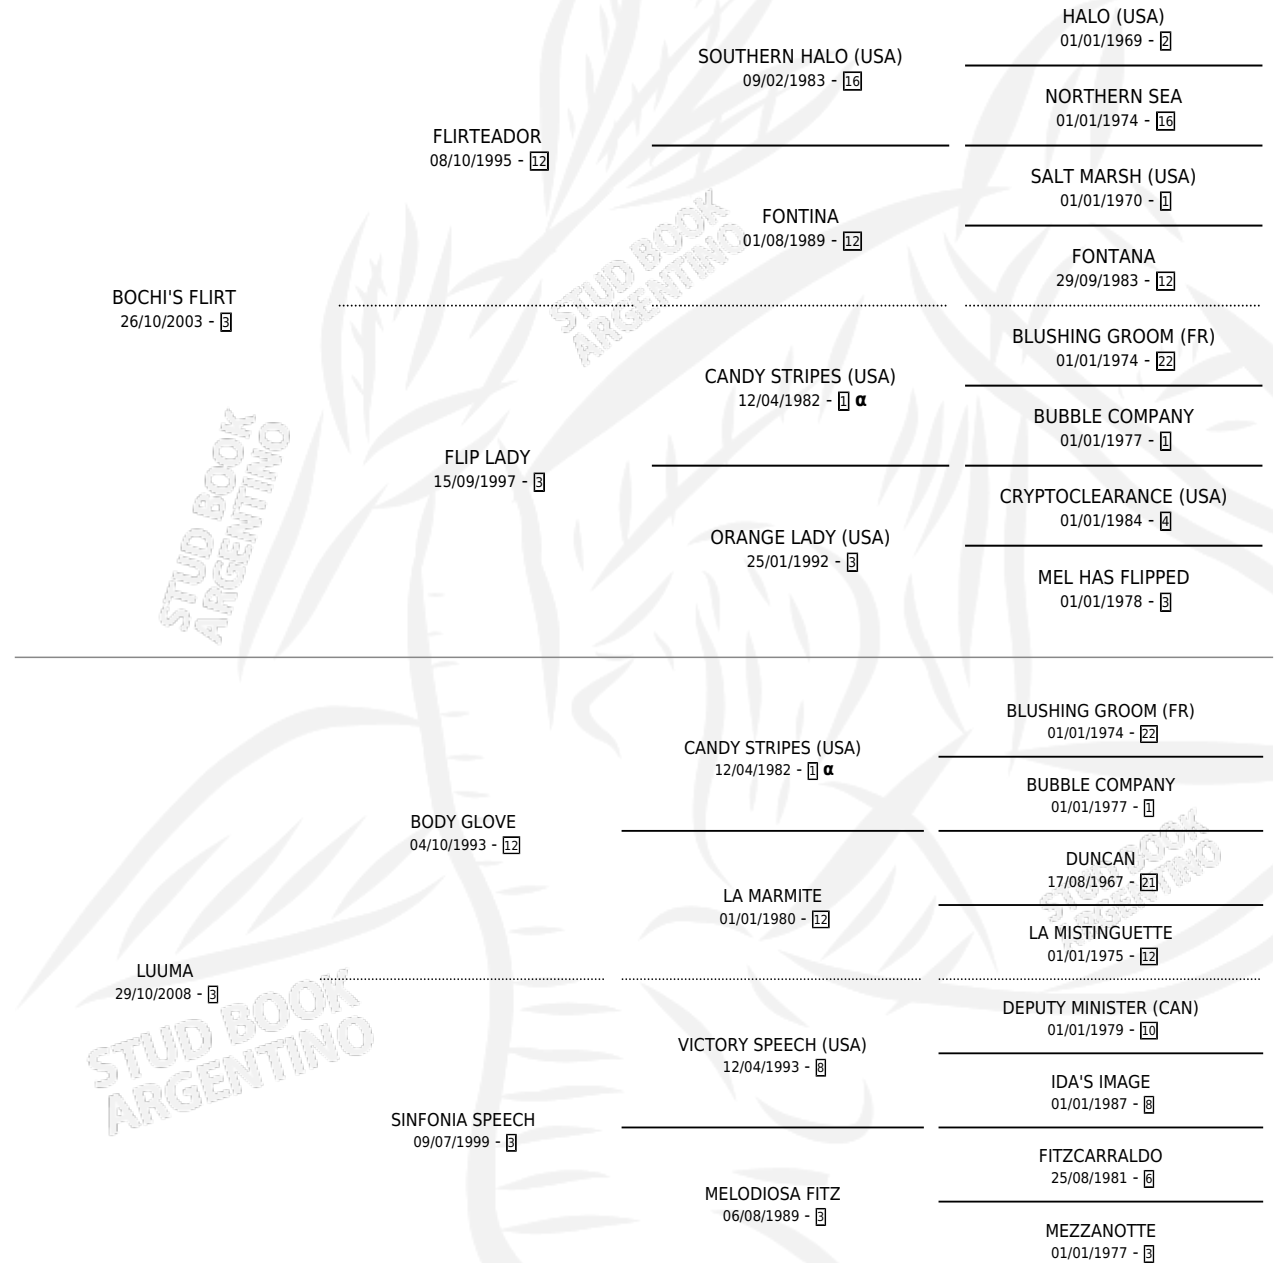 HALO (USA)
01/01/1969 - 2
SOUTHERN HALO (USA)
09/02/1983 - 16
NORTHERN SEA
01/01/1974 - 16
FLIRTEADOR
08/10/1995 - 12
SALT MARSH (USA)
01/01/1970 - 1
FONTINA
01/08/1989 - 12
FONTANA
29/09/1983 - 12
BOCHI'S FLIRT
26/10/2003 - 3
BLUSHING GROOM (FR)
01/01/1974 - 22
CANDY STRIPES (USA)
12/04/1982 - 1 α
BUBBLE COMPANY
01/01/1977 - 1
FLIP LADY
15/09/1997 - 3
CRYPTOCLEARANCE (USA)
01/01/1984 - 4
ORANGE LADY (USA)
25/01/1992 - 3
MEL HAS FLIPPED
01/01/1978 - 3
STUD BOOK
ARGENTINO
STUD BOOK
ARGENTINO
BLUSHING GROOM (FR)
01/01/1974 - 22
CANDY STRIPES (USA)
12/04/1982 - 1 α
BUBBLE COMPANY
01/01/1977 - 1
BODY GLOVE
04/10/1993 - 12
DUNCAN
17/08/1967 - 21
LA MARMITE
01/01/1980 - 12
LA MISTINGUETTE
01/01/1975 - 12
LUUMA
29/10/2008 - 3
DEPUTY MINISTER (CAN)
01/01/1979 - 10
VICTORY SPEECH (USA)
12/04/1993 - 8
IDA'S IMAGE
01/01/1987 - 8
SINFONIA SPEECH
09/07/1999 - 3
FITZCARRALDO
25/08/1981 - 6
MELODIOSA FITZ
06/08/1989 - 3
MEZZANOTTE
01/01/1977 - 3
STUD BOOK
ARGENTINO
STUD BOOK
ARGENTINO